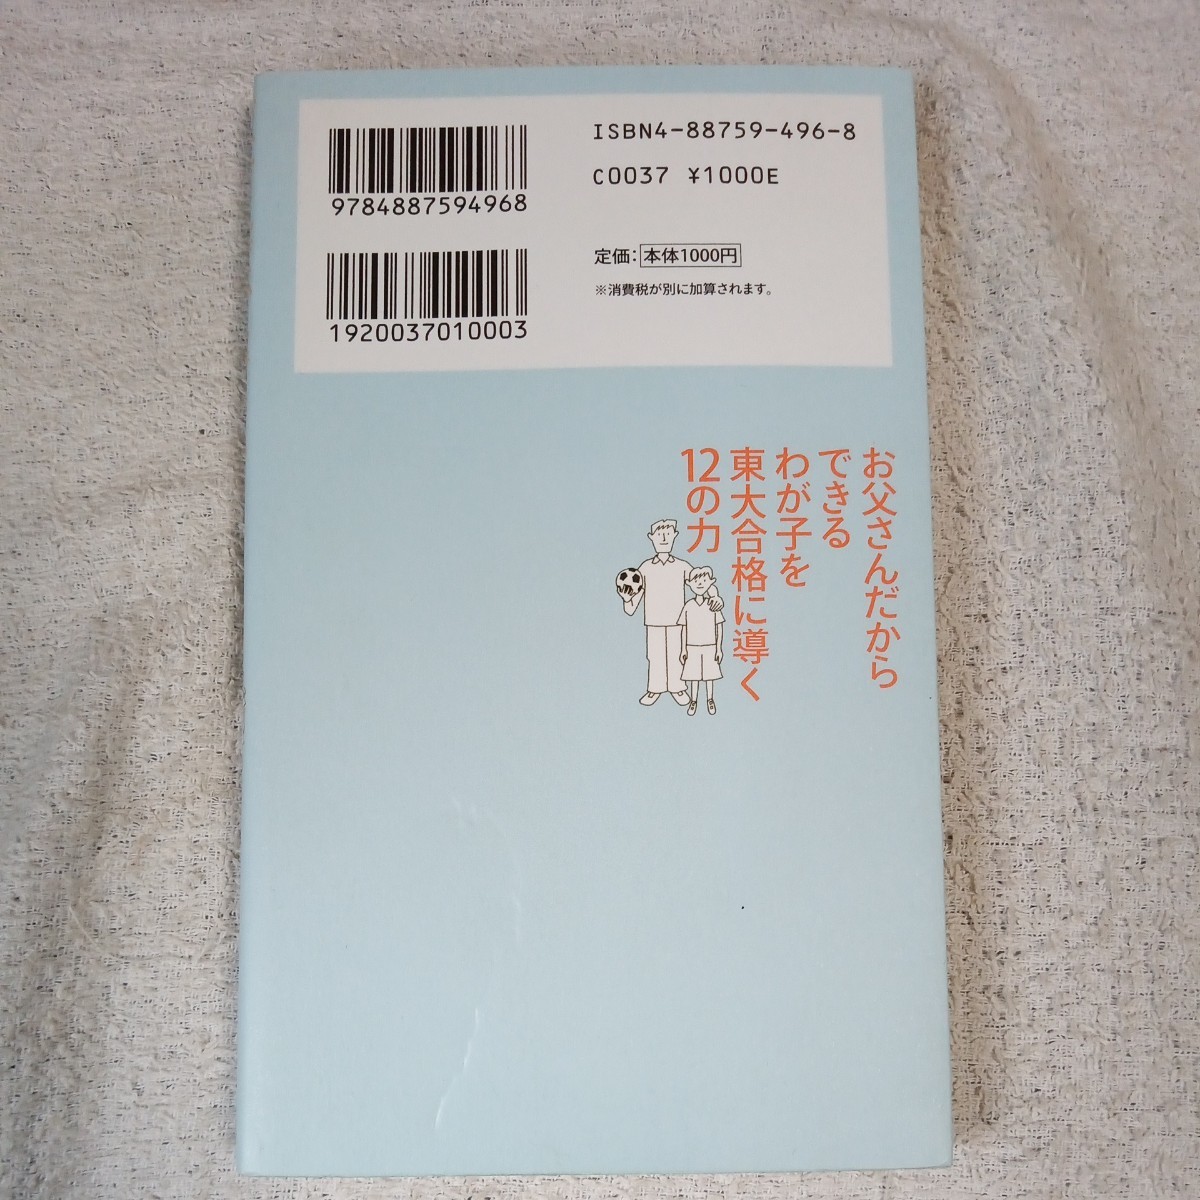 ISBN4-88759-496-8
C0037 ¥1000E
9784887594968
定価：本体1000円
※消費税が別に加算されます。
1920037010003
お父さんだから
できる
わが子を
東大合格に導く
12の力